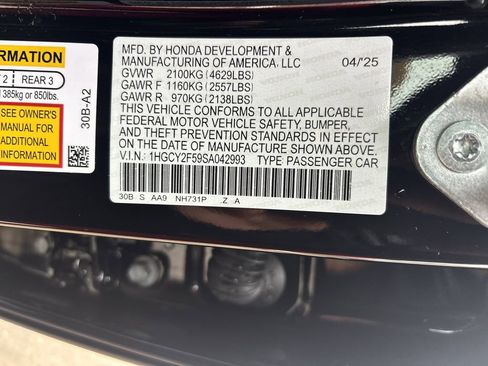 ORMATION
T 2 REAR 3
385kg or 850lbs.
SEE OWNER'S
MANUAL FOR
ADDITIONAL
INFORMATION
30B-A2
MFD. BY HONDA DEVELOPMENT &
MANUFACTURING OF AMERICA, LLC 04/25
GVWR 2100KG(4629LBS)
GAWR F 1160KG(2557LBS)
GAWR R 970KG(2138LBS)
THIS VEHICLE CONFORMS TO ALL APPLICABLE
FEDERAL MOTOR VEHICLE SAFETY, BUMPER,
AND THEFT PREVENTION STANDARDS IN EFFECT
ON THE DATE OF MANUFACTURE SHOWN ABOVE.
V.I.N.: 1HGCY2F59SA042993 TYPE PASSENGER CAR
30B S AA9 NH731P Z A